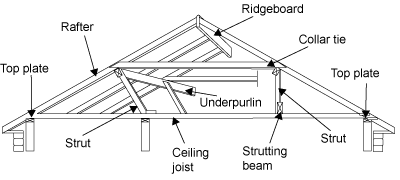 Ridgeboard
Rafter
Collar tie
Top plate
Top plate
Underpurlin
Strut
Ceiling
joist
Strutting
beam
Strut